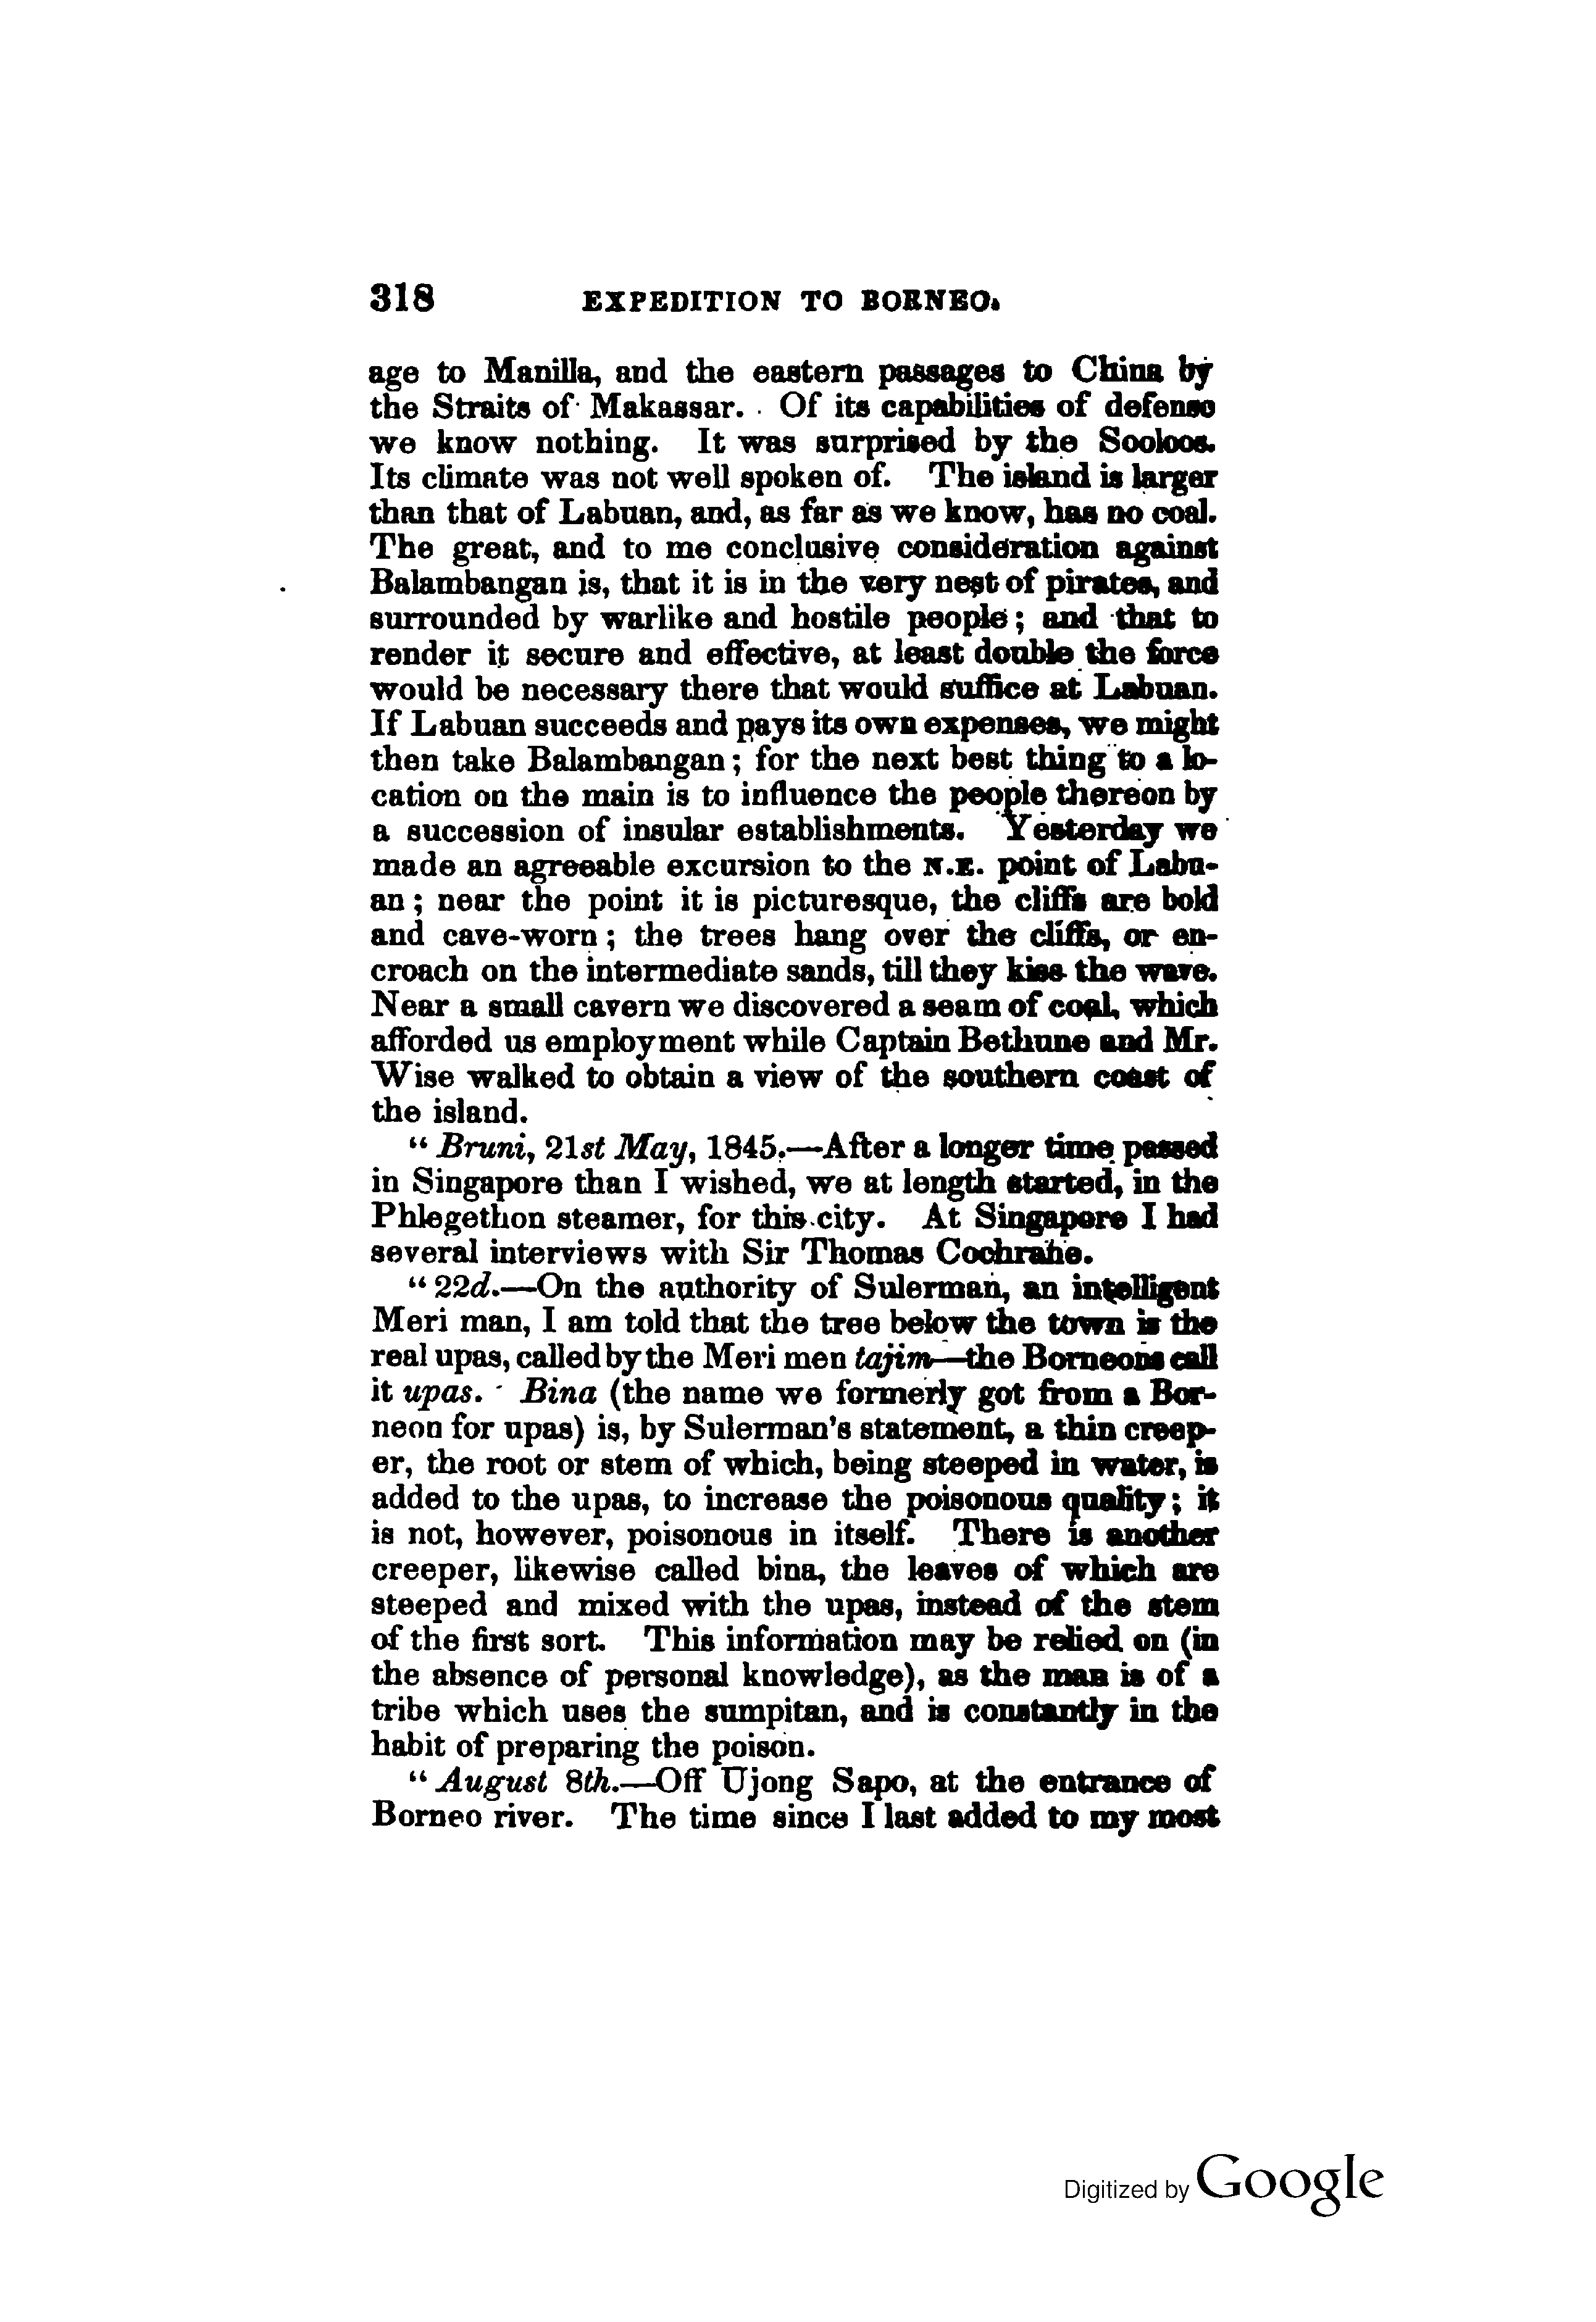 318 EXPEDITION TO BORNEO.
age to Manilla, and the eastern passages to China by
the Straits of Makassar. Of its capabilities of defense
we know nothing. It was surprised by the Sooloos.
Its climate was not well spoken of. The island is larger
than that of Labuan, and, as far as we know, has no coal.
The great, and to me conclusive consideration against
Balambangan is, that it is in the very nest of pirates, and
surrounded by warlike and hostile people; and that to
render it secure and effective, at least double the force
would be necessary there that would suffice at Labuan.
If Labuan succeeds and pays its own expenses, we might
then take Balambangan; for the next best thing to a lo-
cation on the main is to influence the people thereon by
a succession of insular establishments. Yesterday we
made an agreeable excursion to the N.E. point of Labu-
an; near the point it is picturesque, the cliffs are bold
and cave-worn; the trees hang over the cliffs, or en-
croach on the intermediate sands, till they kiss the wave.
Near a small cavern we discovered a seam of coal, which
afforded us employment while Captain Bethune and Mr.
Wise walked to obtain a view of the southern coast of
the island.
" Bruni, 21st May, 1845.—After a longer time passed
in Singapore than I wished, we at length started, in the
Phlegethon steamer, for this city. At Singapore I had
several interviews with Sir Thomas Cochrane.
" 22d.—On the authority of Sulerman, an intelligent
Meri man, I am told that the tree below the town is the
real upas, called by the Meri men tajim—the Borneons call
it upas. Bina (the name we formerly got from a Bor-
neon for upas) is, by Sulerman's statement, a thin creep-
er, the root or stem of which, being steeped in water, is
added to the upas, to increase the poisonous quality; it
is not, however, poisonous in itself. There is another
creeper, likewise called bina, the leaves of which are
steeped and mixed with the upas, instead of the stem
of the first sort. This information may be relied on (in
the absence of personal knowledge), as the man is of a
tribe which uses the sumpitan, and is constantly in the
habit of preparing the poison.
" August 8th.—Off Ujong Sapo, at the entrance of
Borneo river. The time since I last added to my most
Digitized by Google